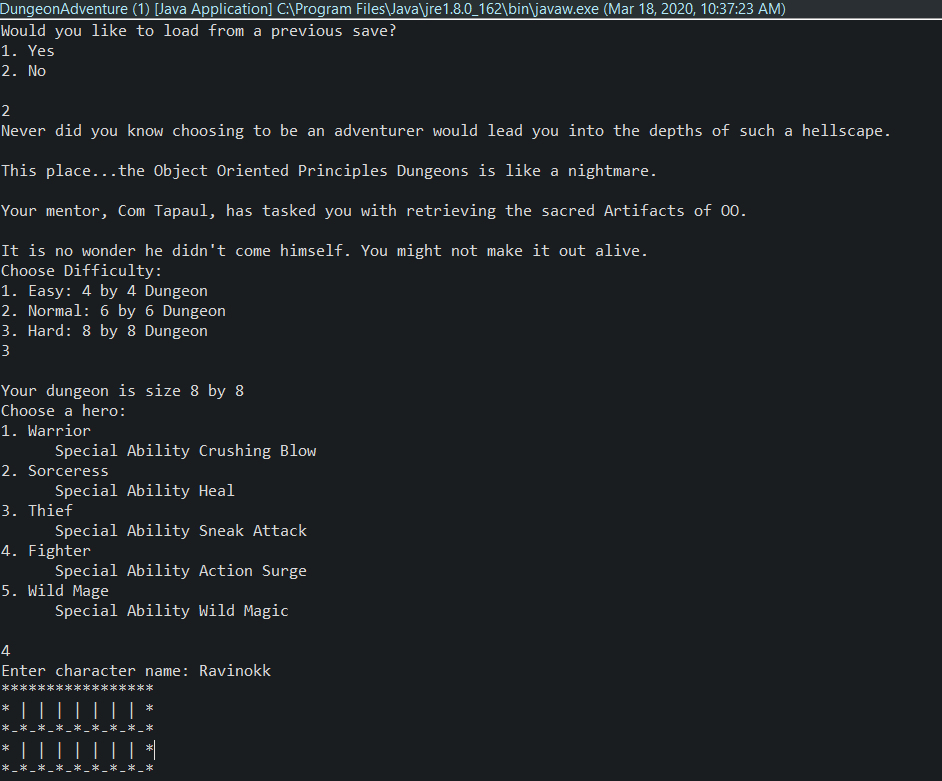 DungeonAdventure (1) [Java Application] C:\Program Files\Java\jre1.8.0_162\bin\javaw.exe (Mar 18, 2020, 10:37:23 AM)
Would you like to load from a previous save?
1. Yes
2. No

2
Never did you know choosing to be an adventurer would lead you into the depths of such a hellscape.

This place...the Object Oriented Principles Dungeons is like a nightmare.

Your mentor, Com Tapaul, has tasked you with retrieving the sacred Artifacts of OO.

It is no wonder he didn't come himself. You might not make it out alive.
Choose Difficulty:
1. Easy: 4 by 4 Dungeon
2. Normal: 6 by 6 Dungeon
3. Hard: 8 by 8 Dungeon
3

Your dungeon is size 8 by 8
Choose a hero:
1. Warrior
      Special Ability Crushing Blow
2. Sorceress
      Special Ability Heal
3. Thief
      Special Ability Sneak Attack
4. Fighter
      Special Ability Action Surge
5. Wild Mage
      Special Ability Wild Magic

4
Enter character name: Ravinokk
*****************
* | | | | | | | *
*-*-*-*-*-*-*-*-*
* | | | | | | | *
*-*-*-*-*-*-*-*-*